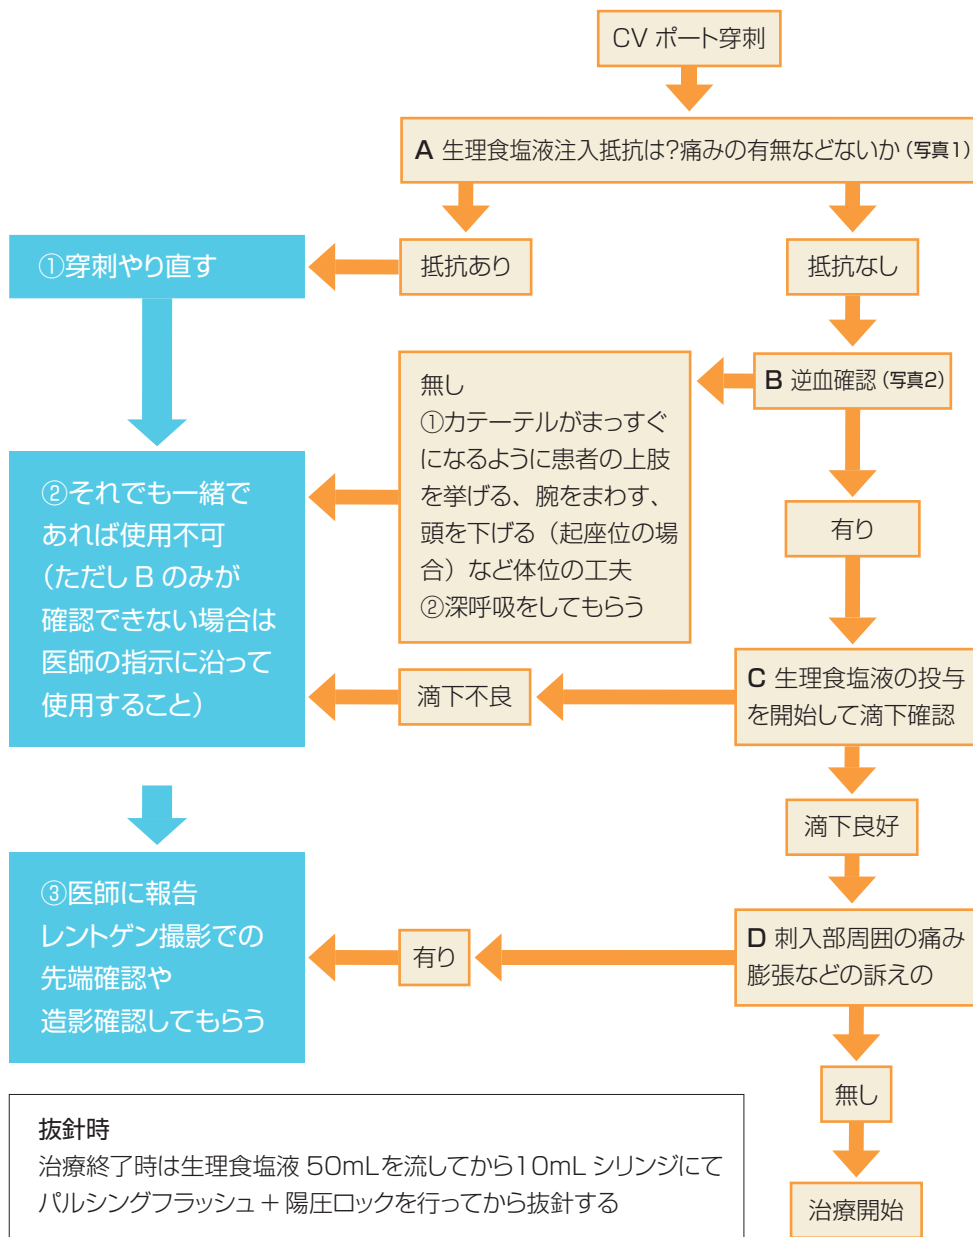 CV ポート穿刺
A 生理食塩液注入抵抗は?痛みの有無などないか (写真1)
抵抗あり
抵抗なし
①穿刺やり直す
B 逆血確認 (写真2)
無し
①カテーテルがまっすぐ
になるように患者の上肢
を挙げる、腕をまわす、
頭を下げる（起座位の場
合）など体位の工夫
②深呼吸をしてもらう
②それでも一緒で
あれば使用不可
（ただし B のみが
確認できない場合は
医師の指示に沿って
使用すること）
有り
C 生理食塩液の投与
を開始して滴下確認
滴下不良
滴下良好
③医師に報告
レントゲン撮影での
先端確認や
造影確認してもらう
D 刺入部周囲の痛み
膨張などの訴えの
有り
無し
治療開始
抜針時
治療終了時は生理食塩液 50mLを流してから10mL シリンジにて
パルシングフラッシュ + 陽圧ロックを行ってから抜針する